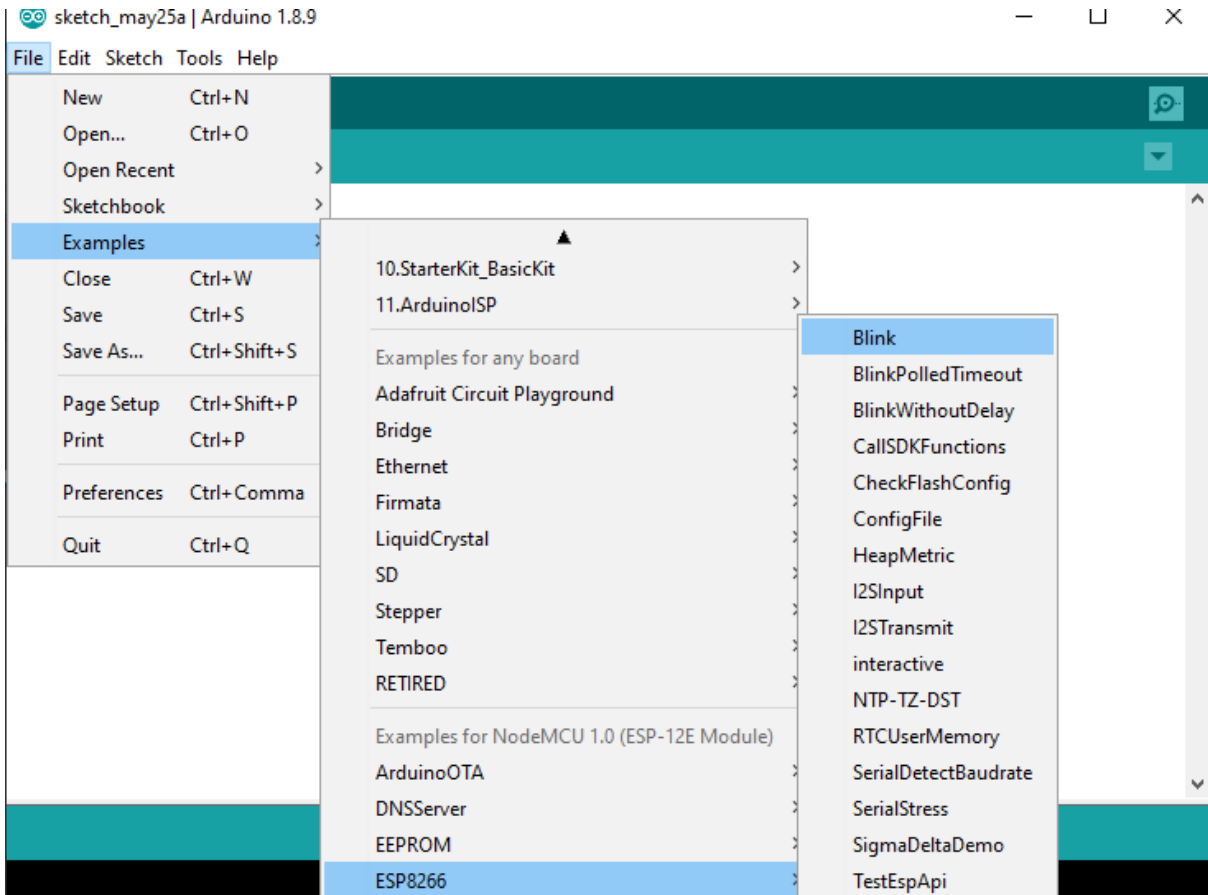 sketch_may25a | Arduino 1.8.9
File Edit Sketch Tools Help
New Ctrl+N
Open... Ctrl+O
Open Recent
Sketchbook
Examples
Close Ctrl+W
Save Ctrl+S
Save As... Ctrl+Shift+S
Page Setup Ctrl+Shift+P
Print Ctrl+P
Preferences Ctrl+Comma
Quit Ctrl+Q
10.StarterKit_BasicKit
11.ArduinoISP
Examples for any board
Adafruit Circuit Playground
Bridge
Ethernet
Firmata
LiquidCrystal
SD
Stepper
Temboo
RETIRED
Examples for NodeMCU 1.0 (ESP-12E Module)
ArduinoOTA
DNSServer
EEPROM
ESP8266
Blink
BlinkPolledTimeout
BlinkWithoutDelay
CallSDKFunctions
CheckFlashConfig
ConfigFile
HeapMetric
I2SInput
I2STransmit
interactive
NTP-TZ-DST
RTCUserMemory
SerialDetectBaudrate
SerialStress
SigmaDeltaDemo
TestEspApi